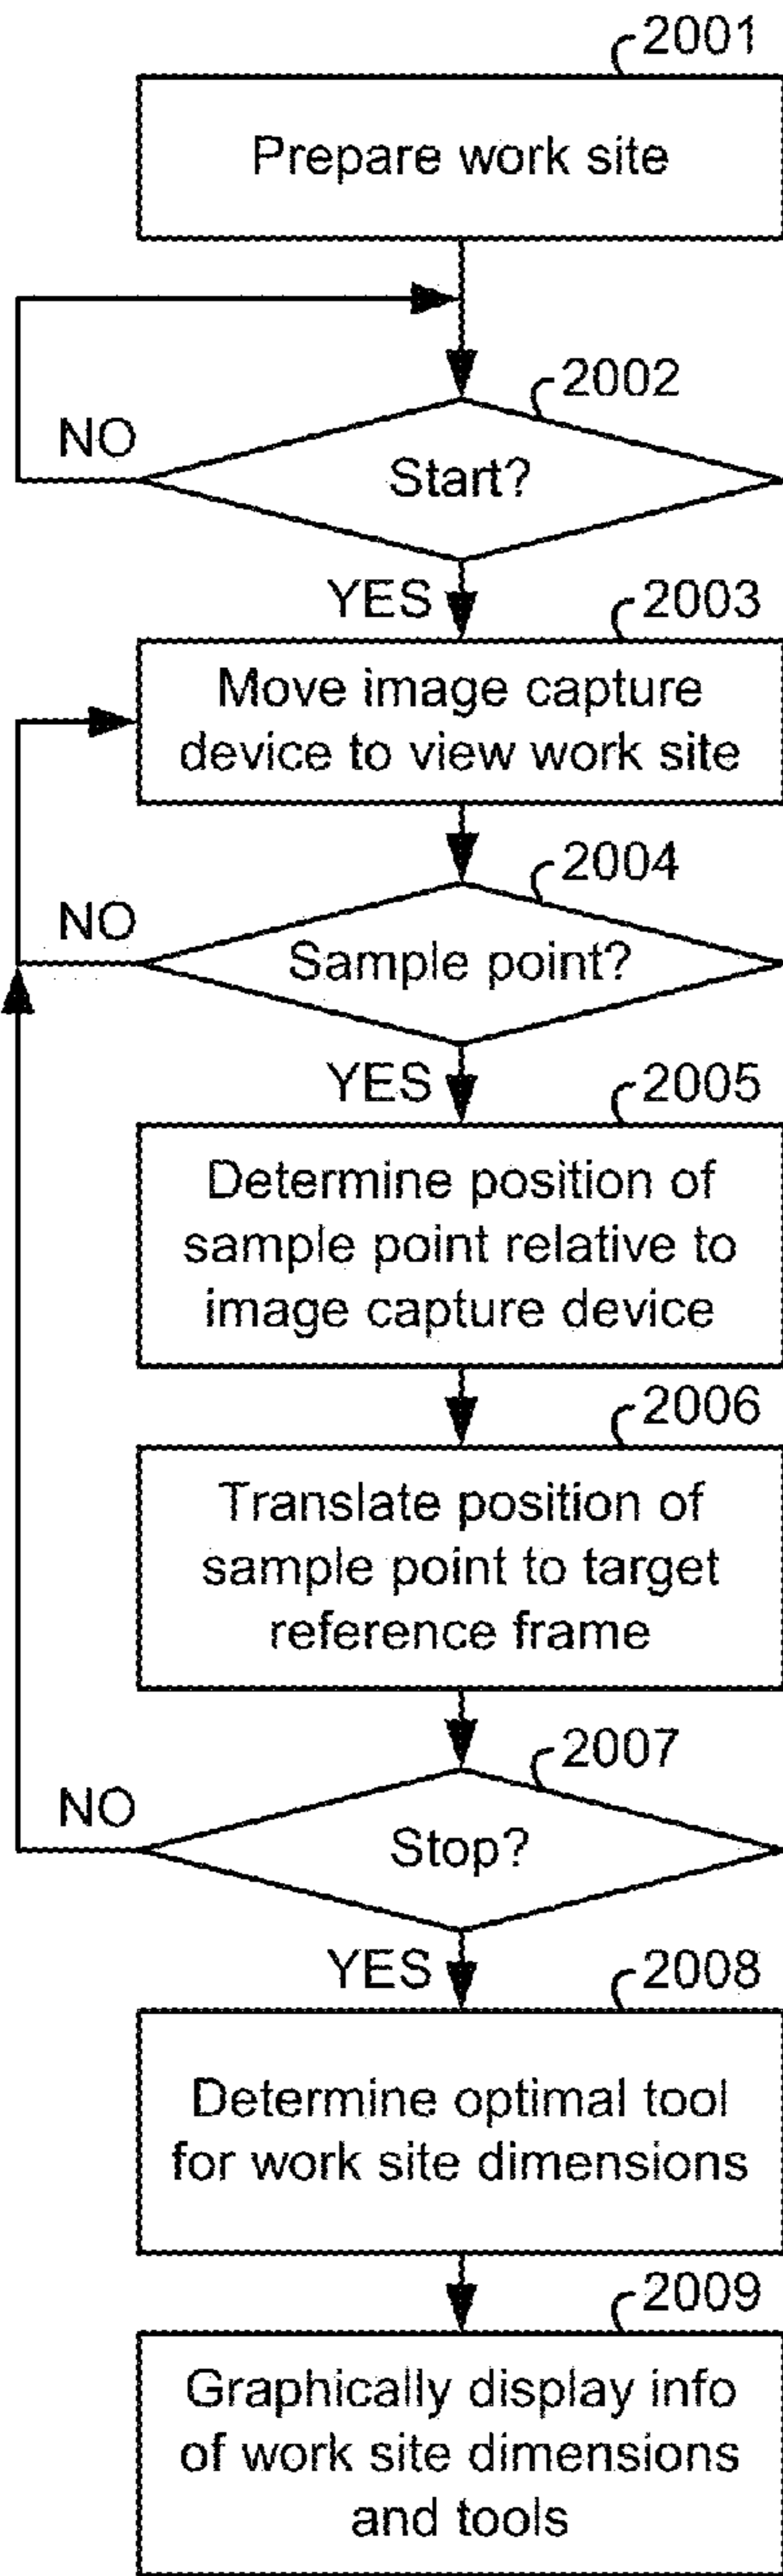 2001
Prepare work site
2002
NO
Start?
YES
2003
Move image capture
device to view work site
2004
NO
Sample point?
YES
2005
Determine position of
sample point relative to
image capture device
2006
Translate position of
sample point to target
reference frame
2007
NO
Stop?
YES
2008
Determine optimal tool
for work site dimensions
2009
Graphically display info
of work site dimensions
and tools